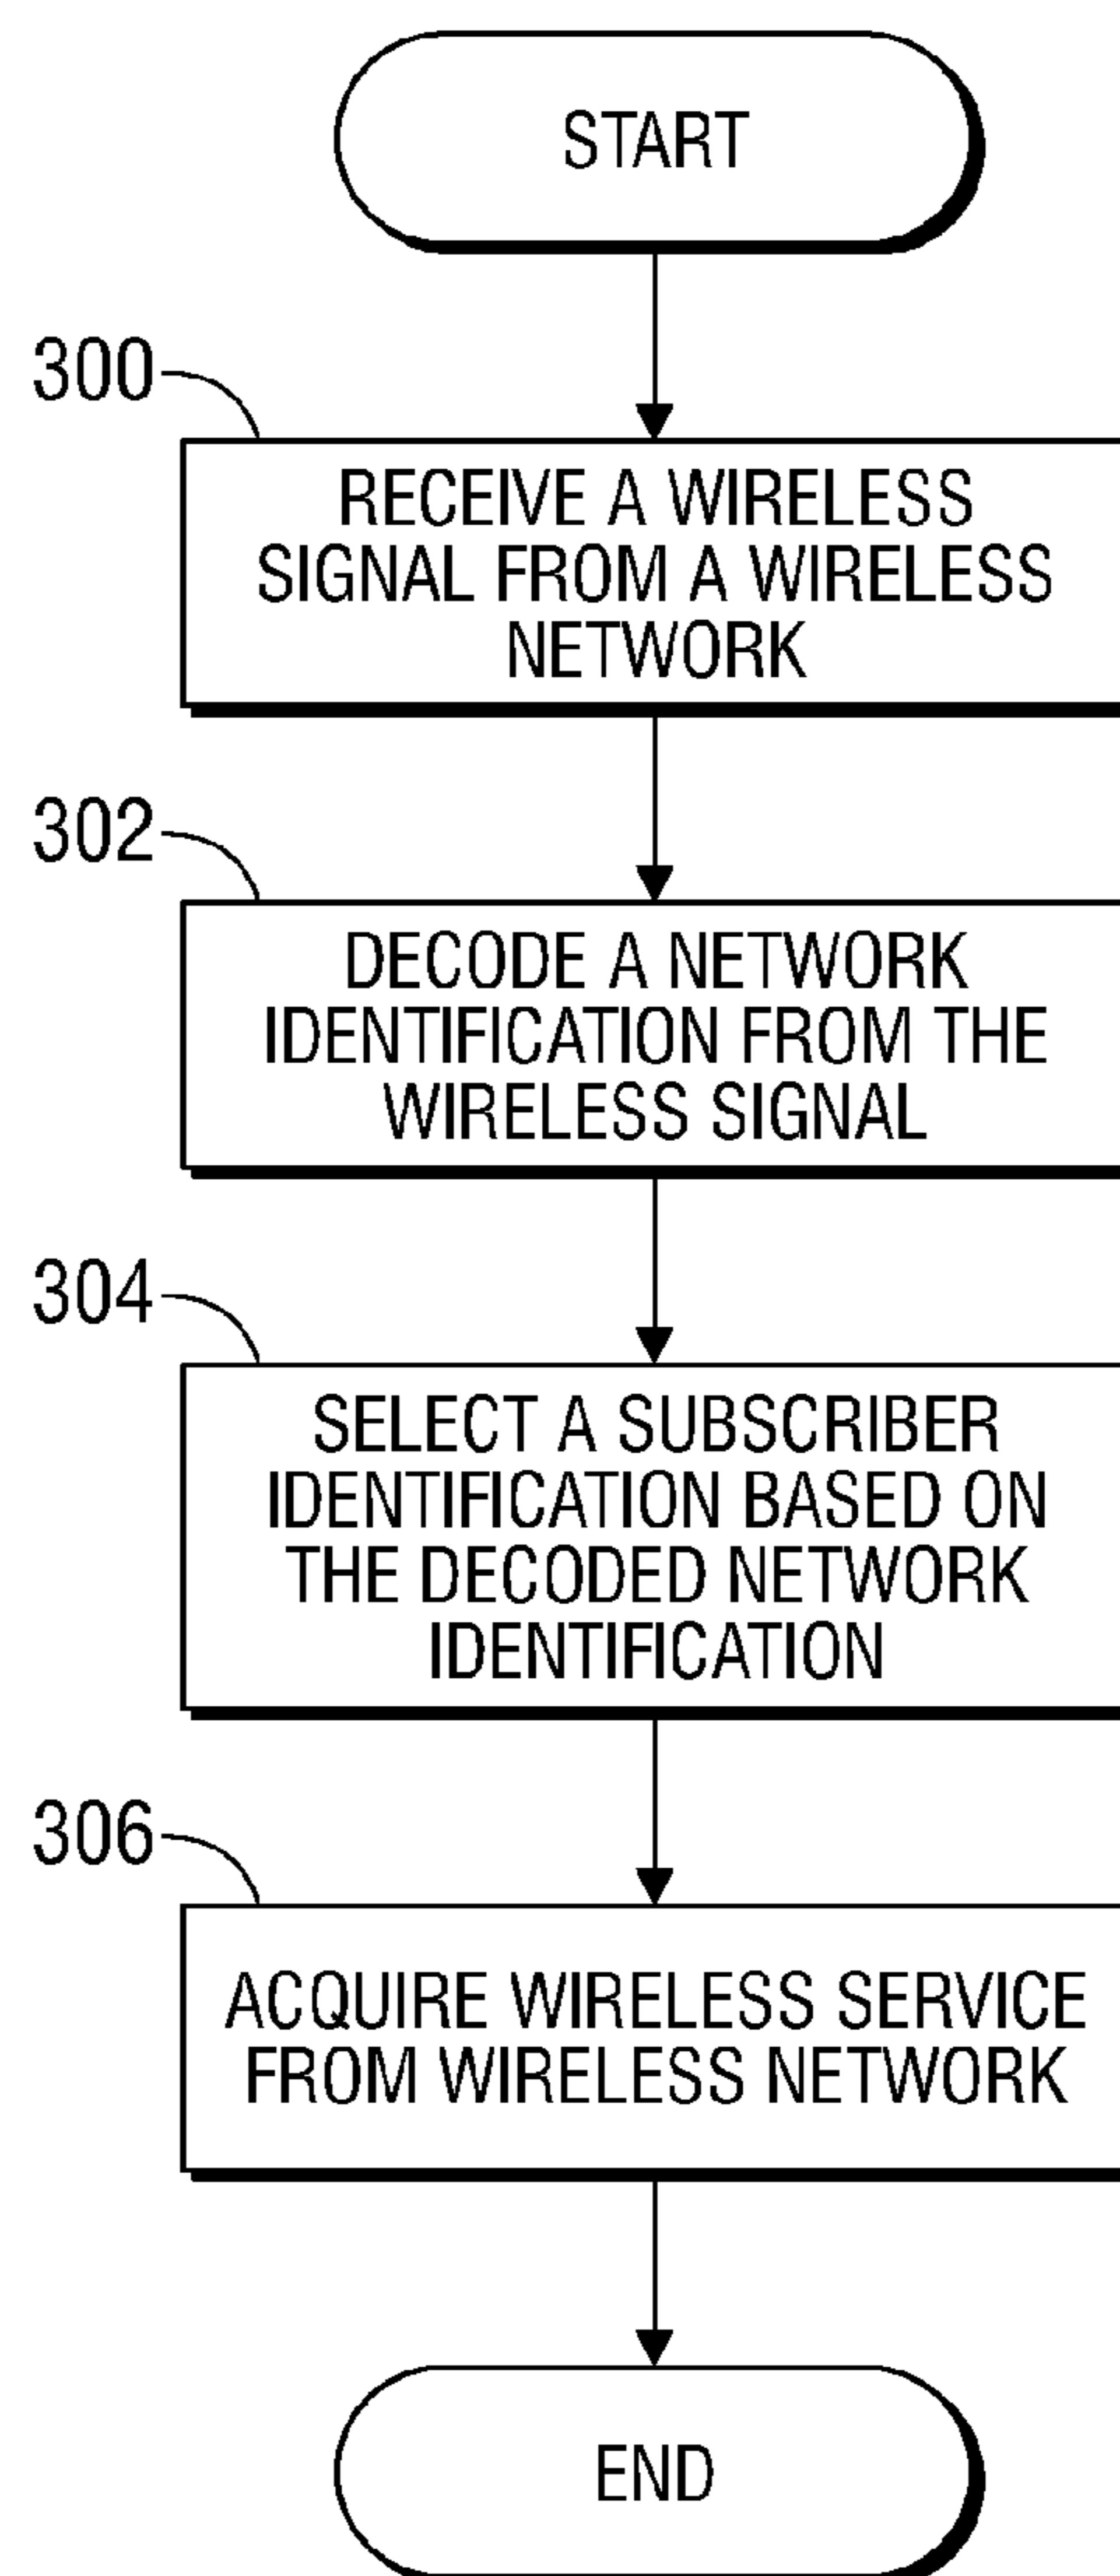 START
300
RECEIVE A WIRELESS
SIGNAL FROM A WIRELESS
NETWORK
302
DECODE A NETWORK
IDENTIFICATION FROM THE
WIRELESS SIGNAL
304
SELECT A SUBSCRIBER
IDENTIFICATION BASED ON
THE DECODED NETWORK
IDENTIFICATION
306
ACQUIRE WIRELESS SERVICE
FROM WIRELESS NETWORK
END